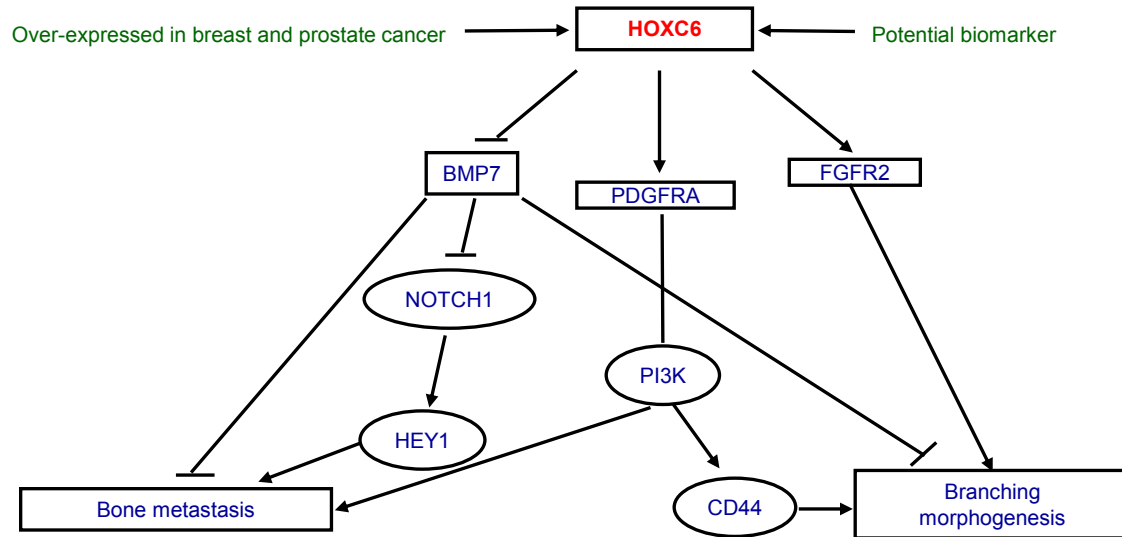 Over-expressed in breast and prostate cancer
HOXC6
Potential biomarker
BMP7
PDGFRA
FGFR2
NOTCH1
PI3K
HEY1
Bone metastasis
CD44
Branching
morphogenesis